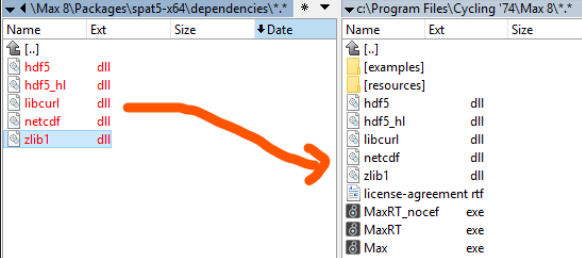 \Max 8\Packages\spat5-x64\dependencies\*.* * c:\Program Files\Cycling '74\Max 8\*.*
Name Ext Size Date
[..]
hdf5 dll
hdf5_hl dll
libcurl dll
netcdf dll
zlib1 dll
Name Ext Size
[..]
[examples]
[resources]
hdf5 dll
hdf5_hl dll
libcurl dll
netcdf dll
zlib1 dll
license-agreement rtf
MaxRT_nocef exe
MaxRT exe
Max exe